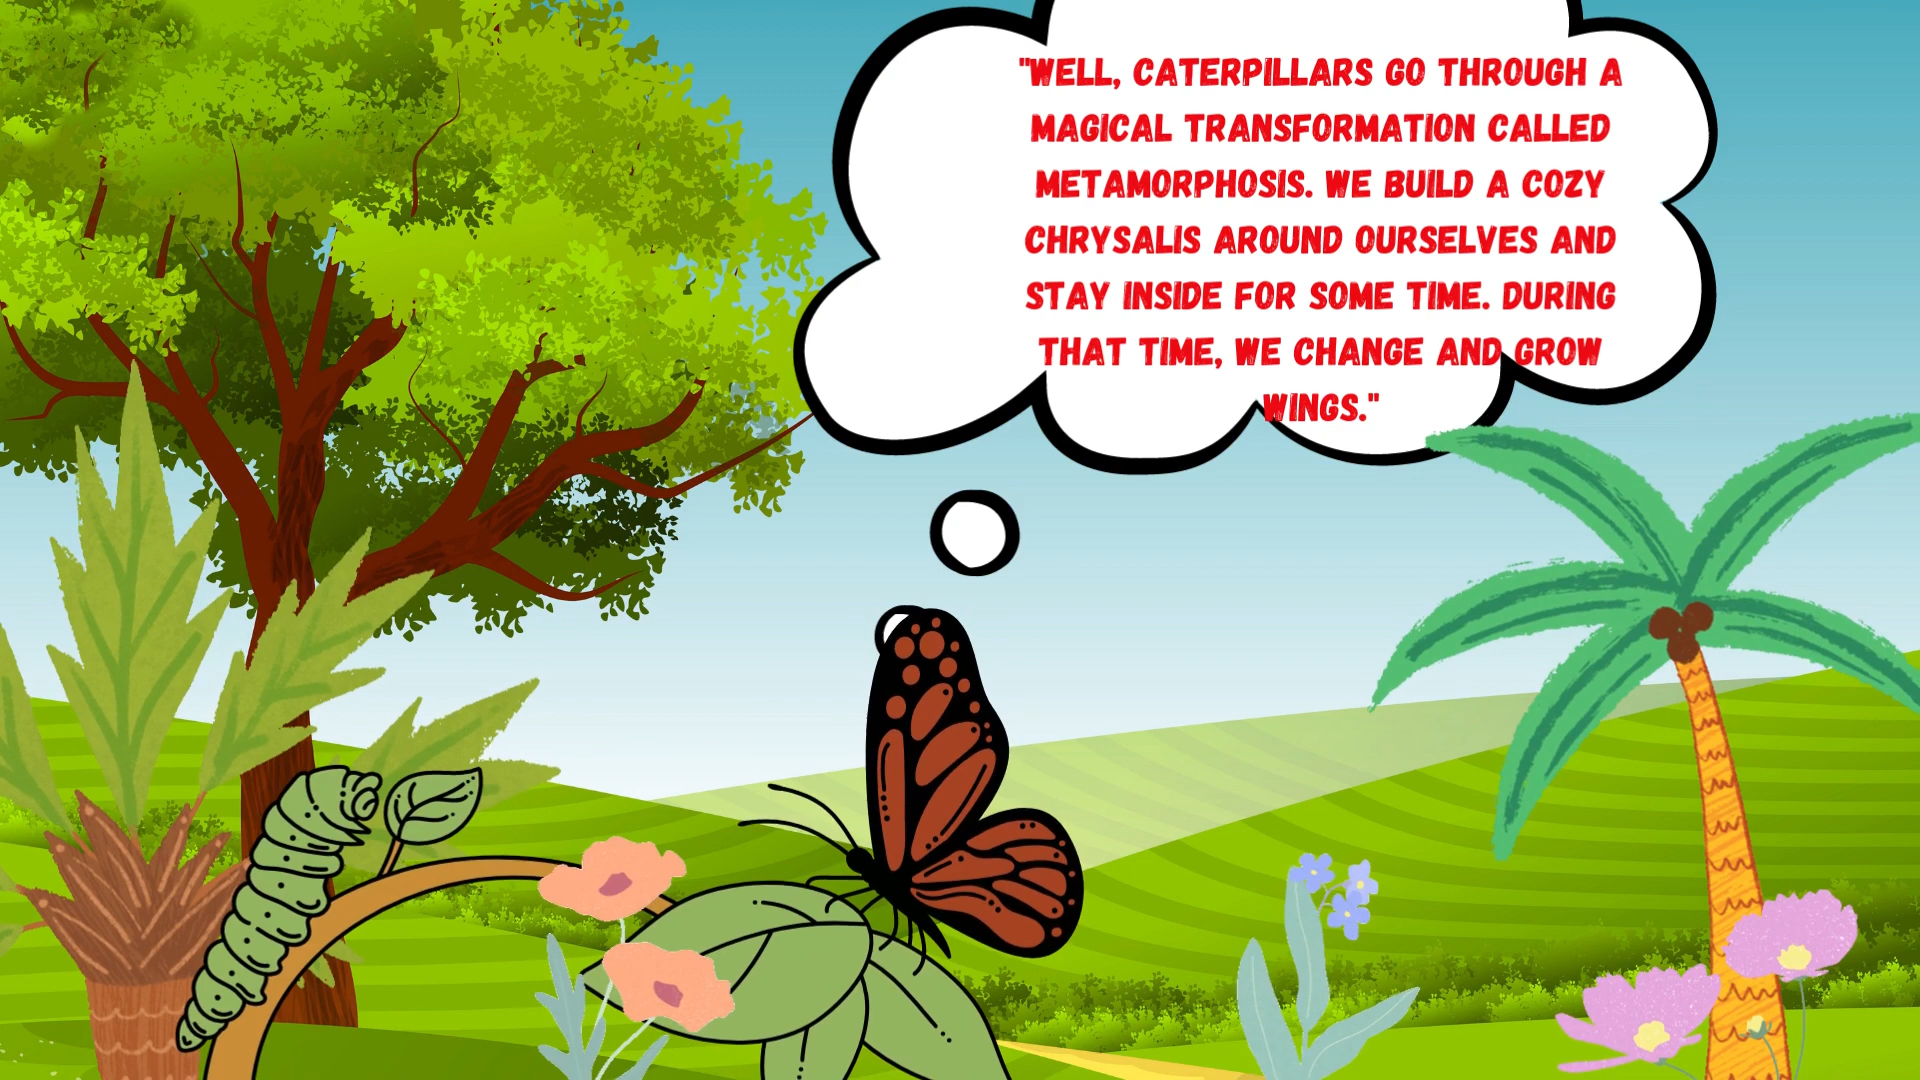 "WELL, CATERPILLARS GO THROUGH A
MAGICAL TRANSFORMATION CALLED
METAMORPHOSIS. WE BUILD A COZY
CHRYSALIS AROUND OURSELVES AND
STAY INSIDE FOR SOME TIME. DURING
THAT TIME, WE CHANGE AND GROW
WINGS."